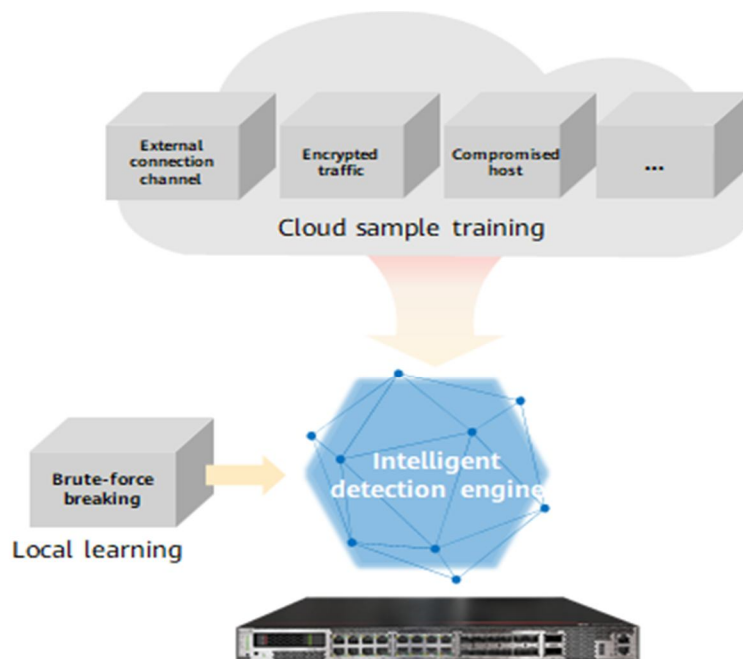 External
connection
channel
Encrypted
traffic
Compromised
host
...
Cloud sample training
Brute-force
breaking
Local learning
Intelligent
detection engine